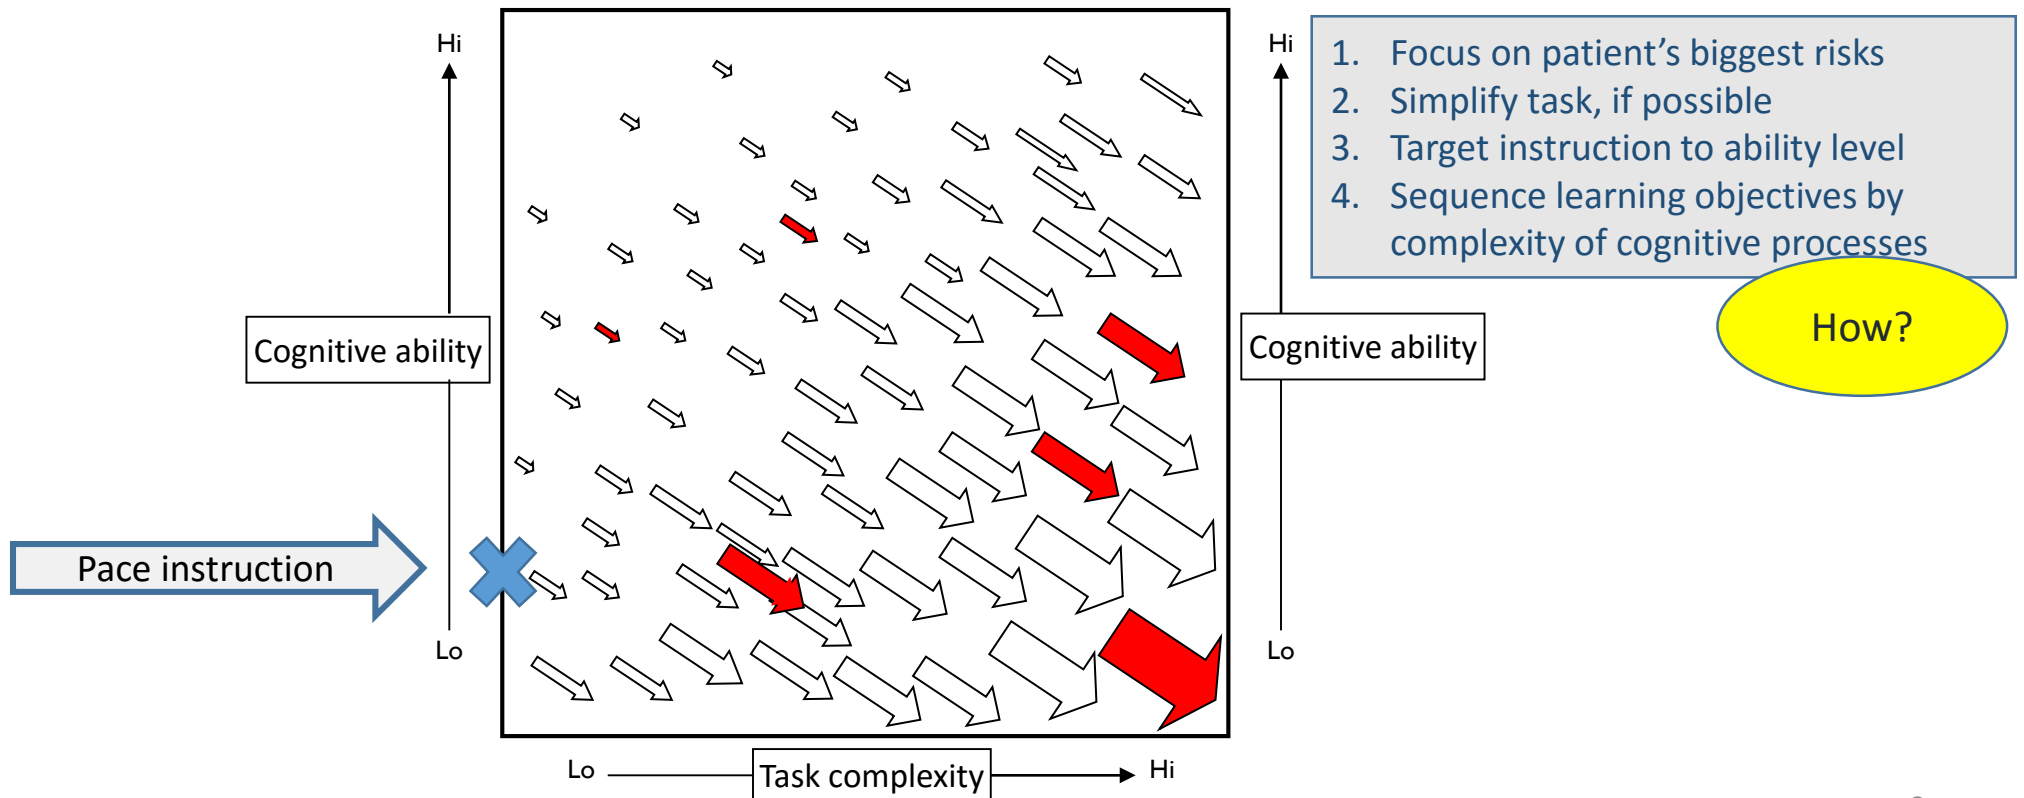 Hi
Hi
1. Focus on patient's biggest risks
2. Simplify task, if possible
3. Target instruction to ability level
4. Sequence learning objectives by
complexity of cognitive processes
How?
Cognitive ability
Cognitive ability
Pace instruction
Lo
Lo
Lo
Task complexity
Hi